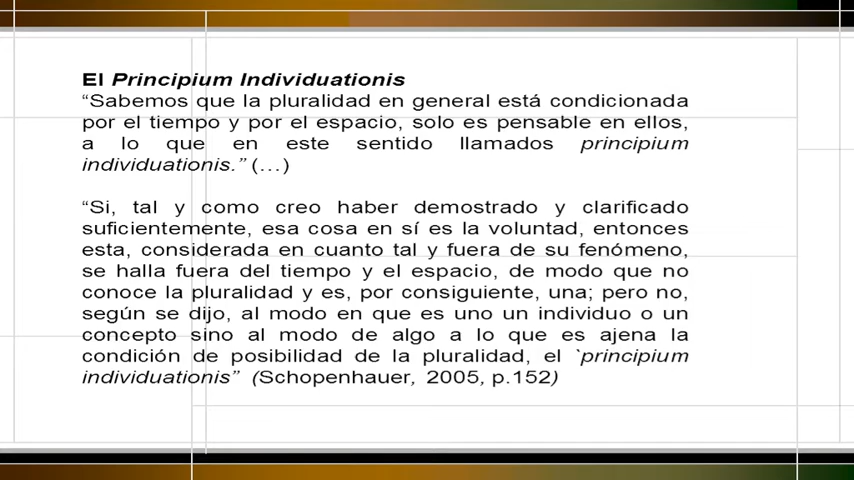 El Principium Individuationis
“Sabemos que la pluralidad en general está condicionada
por el tiempo y por el espacio, solo es pensable en ellos,
a lo que en este sentido llamados principium
individuationis.” (…)
“Si, tal y como creo haber demostrado y clarificado
suficientemente, esa cosa en sí es la voluntad, entonces
esta, considerada en cuanto tal y fuera de su fenómeno,
se halla fuera del tiempo y el espacio, de modo que no
conoce la pluralidad y es, por consiguiente, una; pero no,
según se dijo, al modo en que es uno un individuo o un
concepto sino al modo de algo a lo que es ajena la
condición de posibilidad de la pluralidad, el `principium
individuationis” (Schopenhauer, 2005, p.152)